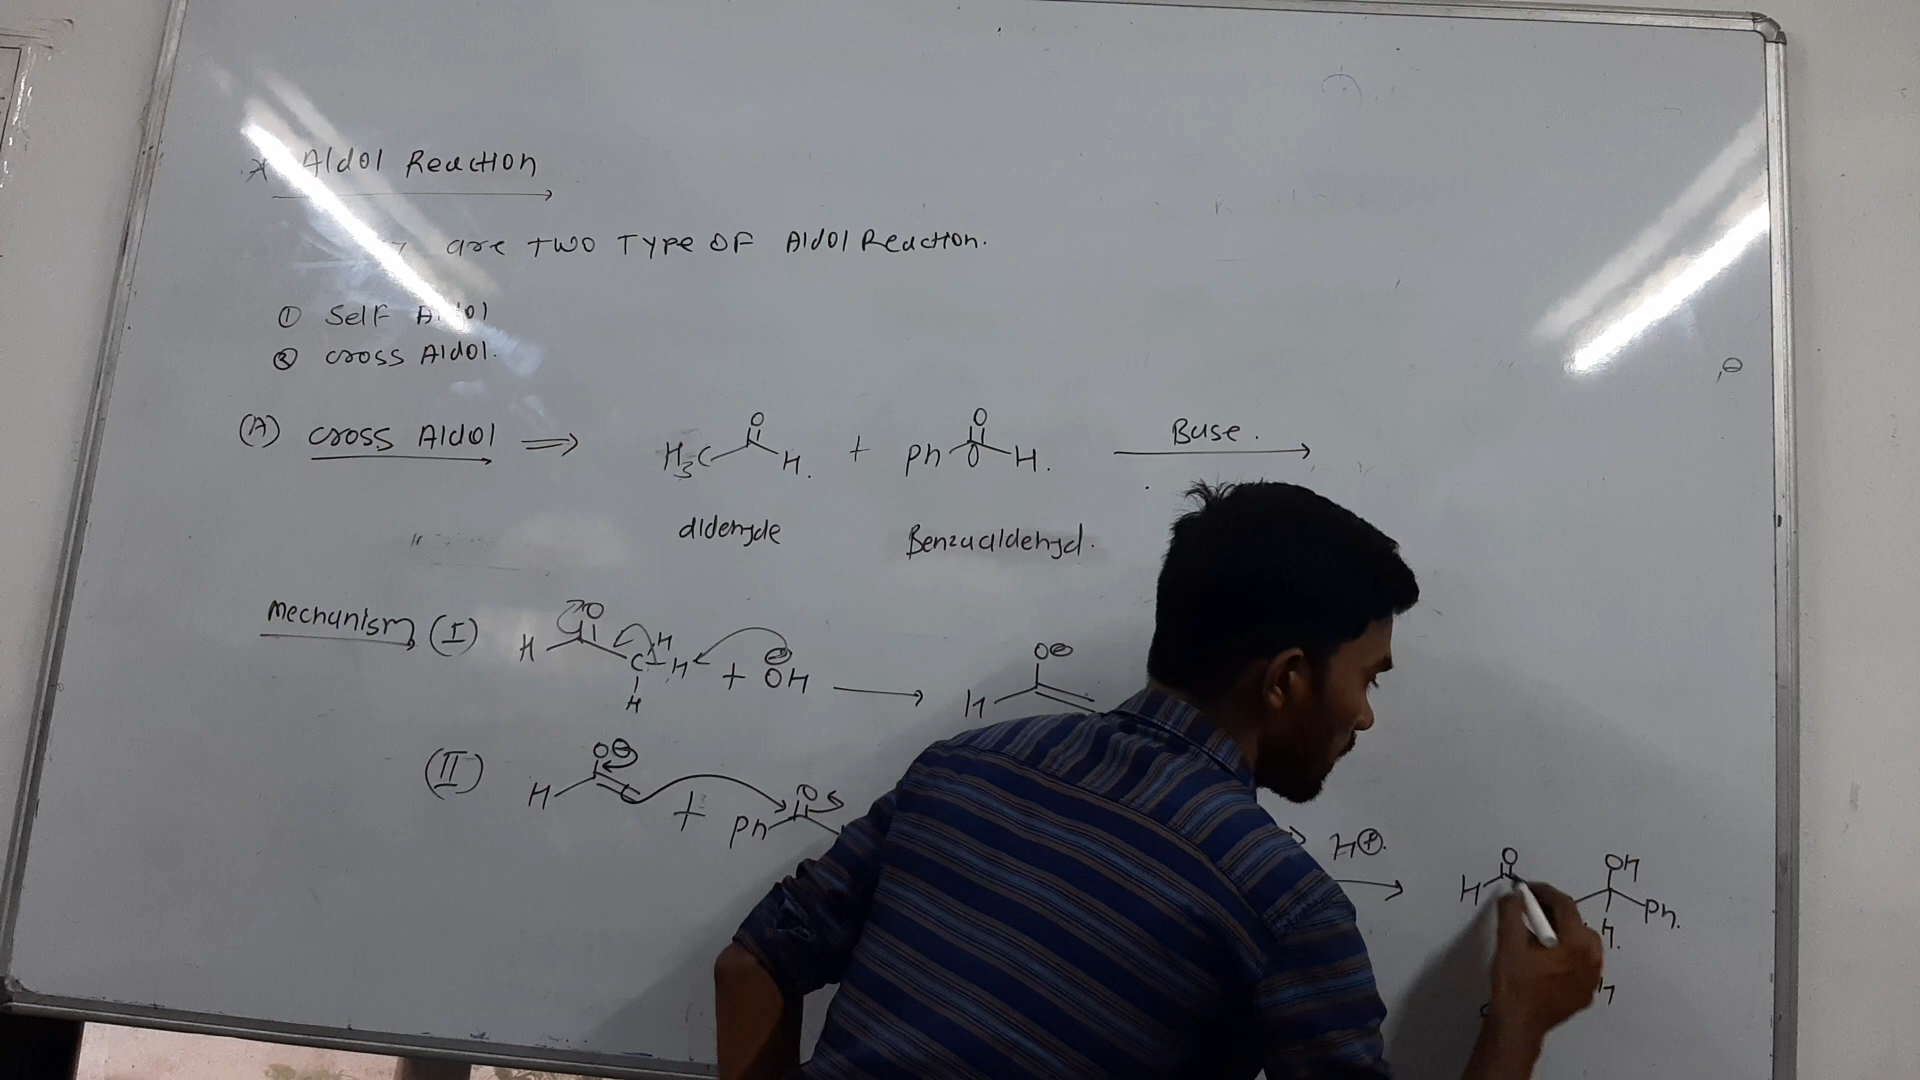 Aldol Reaction
are two Type of Aldol Reaction.
① Self Aldol
② cross Aldol.
(A) cross Aldol ⇒ H3C O H. + Ph O H. Base.
aldehyde Benzaaldehyd.
mechanism (I) H O C H H H + ⊖OH → H O⊖
(II) H O⊖ + Ph O H⊕. → H O OH H. Ph.